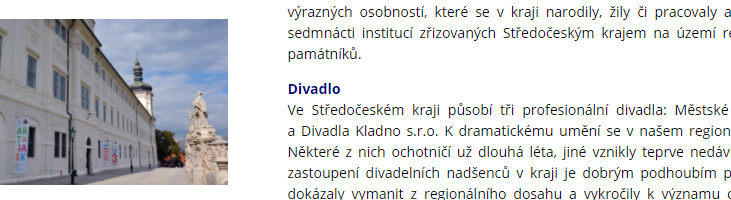 výrazných osobností, které se v kraji narodily, žily či pracovaly a
sedmnácti institucí zřizovaných Středočeským krajem na území
památníků.
Divadlo
Ve Středočeském kraji působí tři profesionální divadla: Městské
a Divadla Kladno s.r.o. K dramatickému umění se v našem region
Některé z nich ochotničí už dlouhá léta, jiné vznikly teprve nedáv
zastoupení divadelních nadšenců v kraji je dobrým podhoubím p
dokázaly vymanit z regionálního dosahu a vykročily k významu